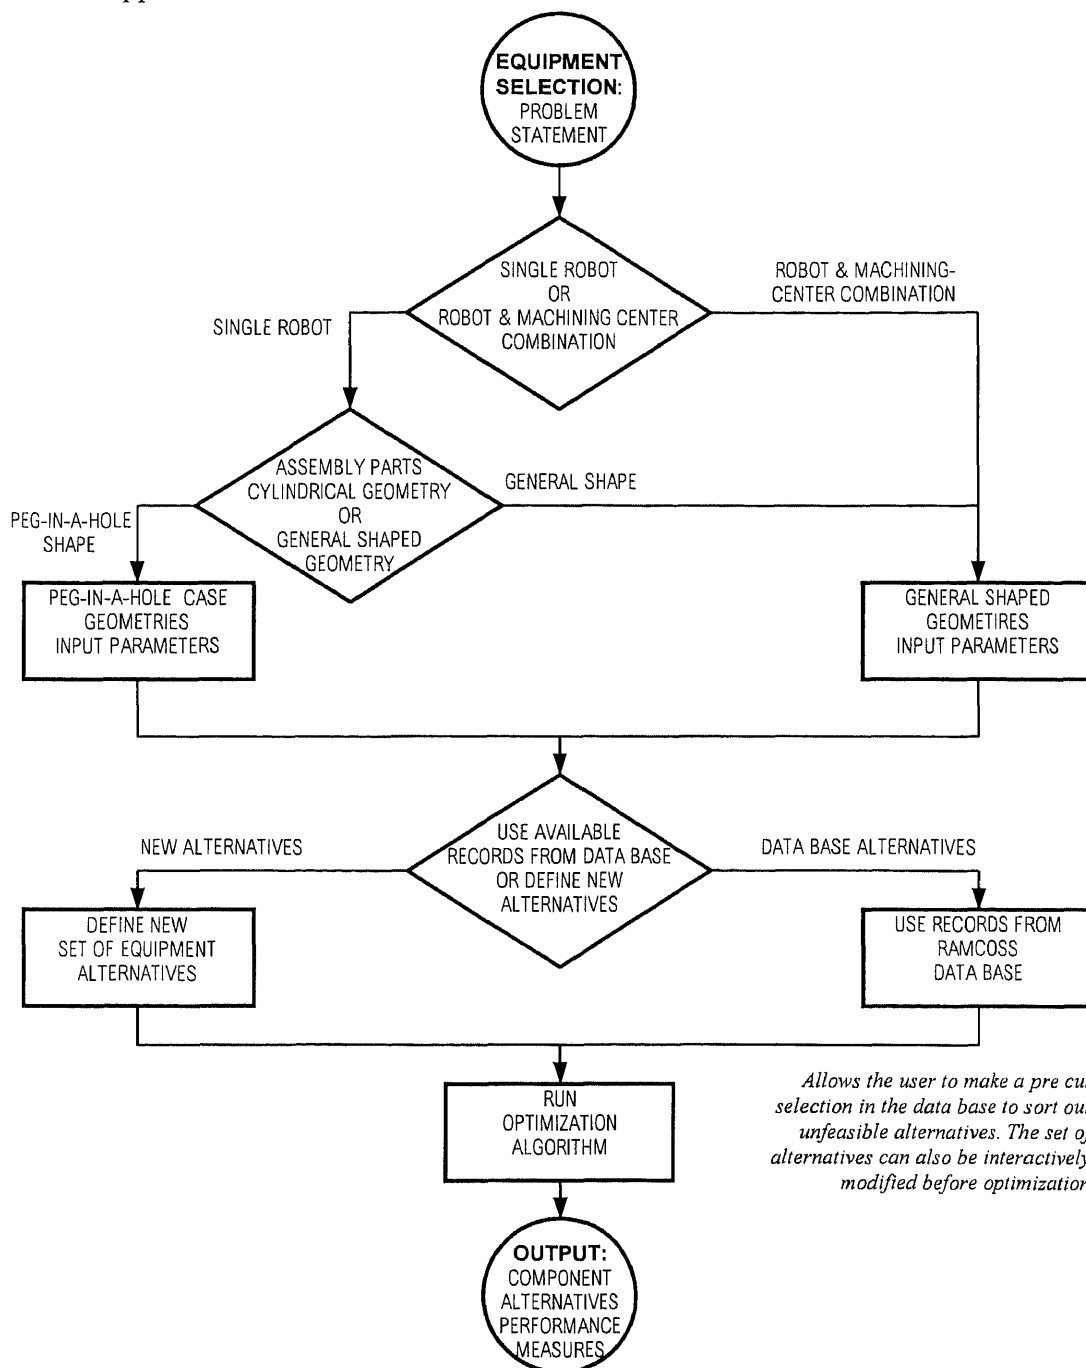 EQUIPMENT
SELECTION:
PROBLEM
STATEMENT
SINGLE ROBOT
OR
ROBOT & MACHINING CENTER
COMBINATION
ROBOT & MACHINING-
CENTER COMBINATION
SINGLE ROBOT
ASSEMBLY PARTS
CYLINDRICAL GEOMETRY
OR
GENERAL SHAPED
GEOMETRY
GENERAL SHAPE
PEG-IN-A-HOLE
SHAPE
PEG-IN-A-HOLE CASE
GEOMETRIES
INPUT PARAMETERS
GENERAL SHAPED
GEOMETIRES
INPUT PARAMETERS
USE AVAILABLE
RECORDS FROM DATA BASE
OR DEFINE NEW
ALTERNATIVES
NEW ALTERNATIVES
DATA BASE ALTERNATIVES
DEFINE NEW
SET OF EQUIPMENT
ALTERNATIVES
USE RECORDS FROM
RAMCOSS
DATA BASE
RUN
OPTIMIZATION
ALGORITHM
Allows the user to make a pre
selection in the data base to sort
unfeasible alternatives. The set
alternatives can also be interactively
modified before optimization
OUTPUT:
COMPONENT
ALTERNATIVES
PERFORMANCE
MEASURES